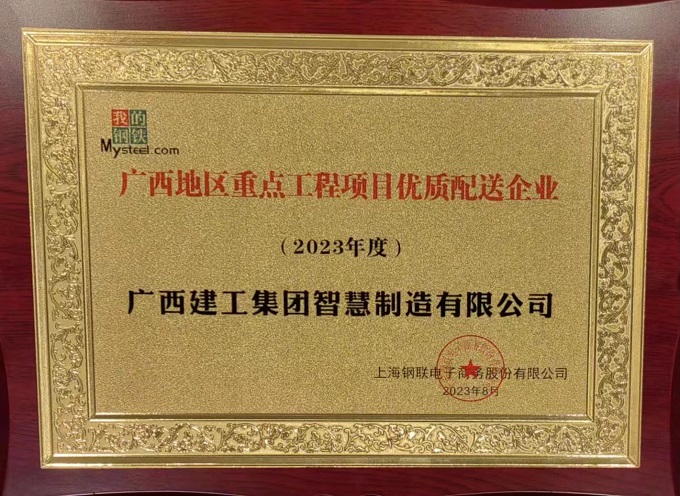 我的
钢铁
Mysteel.com
广西地区重点工程项目优质配送企业
（2023年度）
广西建工集团智慧制造有限公司
上海钢联电子商务股份有限公司
2023年8月